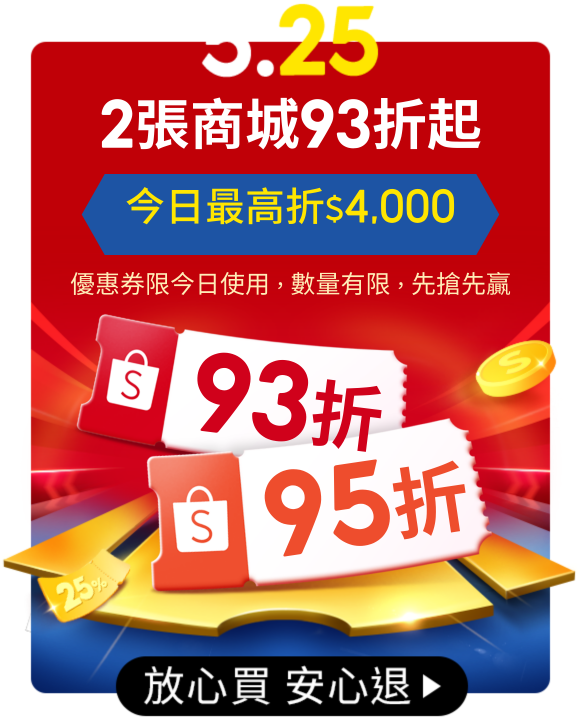 5.25
2張商城93折起
今日最高折$4,000
優惠券限今日使用，數量有限，先搶先贏
S
93折
S
95折
S
25%
放心買 安心退▶